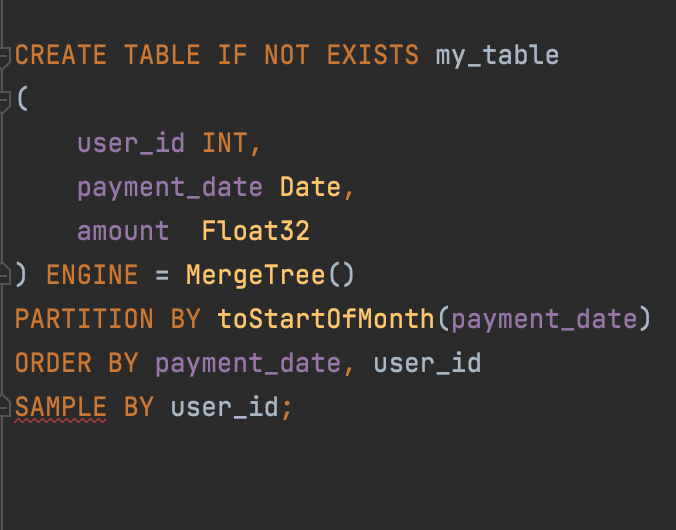 CREATE TABLE IF NOT EXISTS my_table
(
    user_id INT,
    payment_date Date,
    amount  Float32
) ENGINE = MergeTree()
PARTITION BY toStartOfMonth(payment_date)
ORDER BY payment_date, user_id
SAMPLE BY user_id;